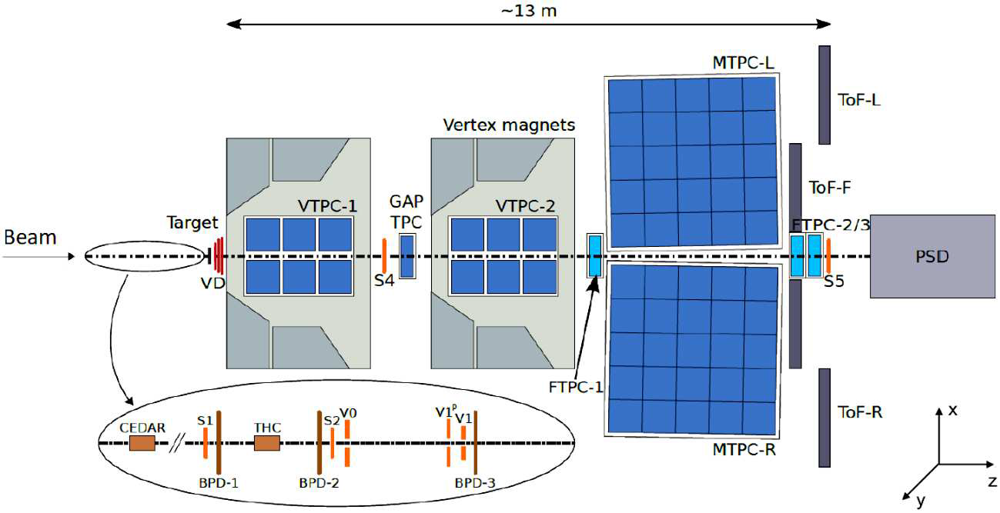 ~13 m
MTPC-L
ToF-L
Vertex magnets
ToF-F
VTPC-1
GAP
TPC
VTPC-2
Target
FTPC-2/3
Beam
PSD
VD
S4
S5
FTPC-1
ToF-R
MTPC-R
x
z
y
CEDAR
S1
THC
S2
V0
V1ᵖ
V1
BPD-1
BPD-2
BPD-3